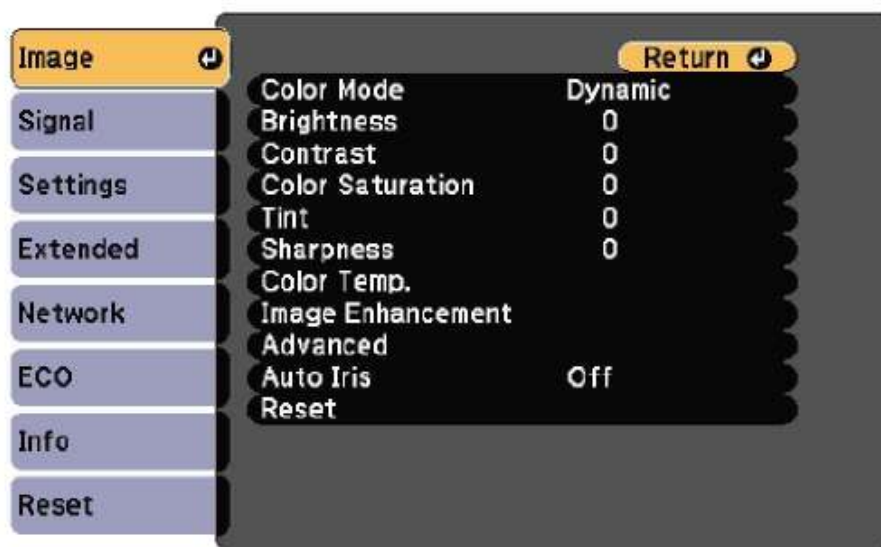 Image
Signal
Settings
Extended
Network
ECO
Info
Reset
Return
Color Mode Dynamic
Brightness 0
Contrast 0
Color Saturation 0
Tint 0
Sharpness 0
Color Temp.
Image Enhancement
Advanced
Auto Iris Off
Reset